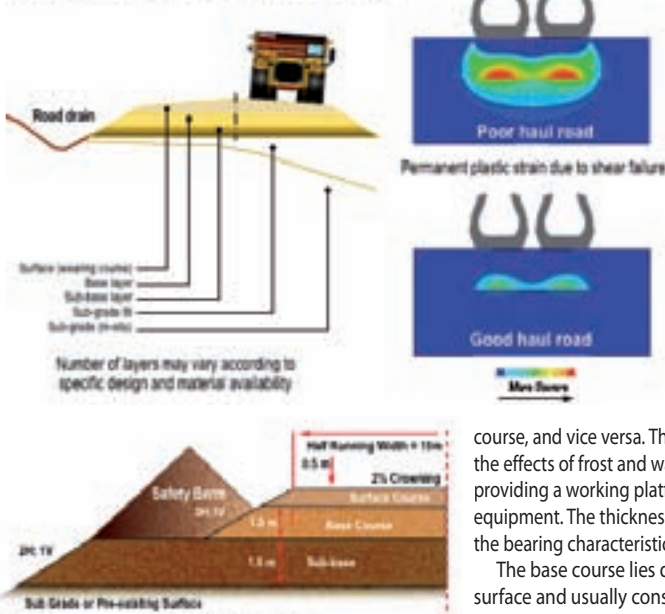 Road drain
Surface (wearing course)
Base layer
Sub-base layer
Sub-grade fill
Sub-grade (in-situ)
Number of layers may vary according to
specific design and material availability
Poor haul road
Permanent plastic strain due to shear failure
Good haul road
More Severe
Half Running Width = 15m
0.5 m
2% Crowning
Safety Berm
2H:1V
Surface Course
1.0 m
Base Course
2H: 1V
1.5 m
Sub-base
Sub Grade or Pre-existing Surface
course, and vice versa. Th
the effects of frost and w
providing a working platf
equipment. The thickness
the bearing characteristic
The base course lies d
surface and usually cons